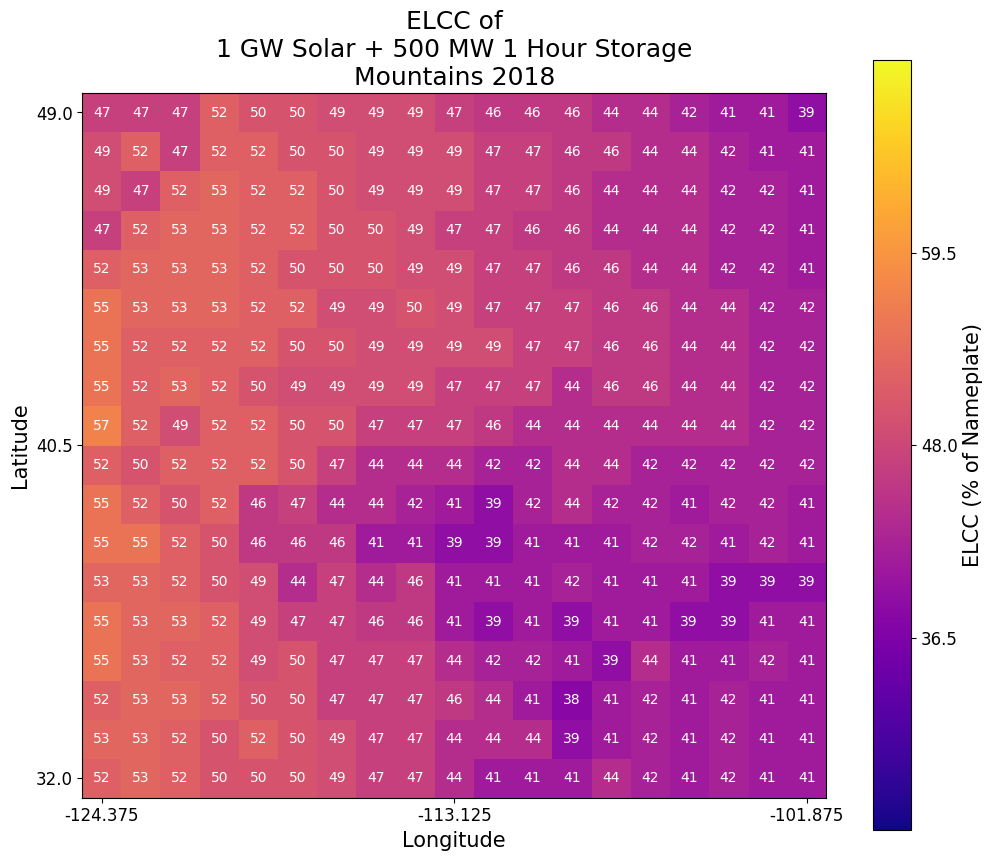 ELCC of
1 GW Solar + 500 MW 1 Hour Storage
Mountains 2018
49.0
47 47 47 52 50 50 49 49 49 47 46 46 46 44 44 42 41 41 39
49 52 47 52 52 50 50 49 49 49 47 47 46 46 44 44 42 41 41
49 47 52 53 52 52 50 49 49 49 47 47 46 44 44 44 42 42 41
47 52 53 53 52 52 50 50 49 47 47 46 46 44 44 44 42 42 41
52 53 53 53 52 50 50 50 49 49 47 47 46 46 44 44 42 42 41
59.5
55 53 53 53 52 52 49 49 50 49 47 47 47 46 46 44 44 42 42
55 52 52 52 52 50 50 49 49 49 49 47 47 46 46 44 44 42 42
55 52 53 52 50 49 49 49 49 47 47 47 44 46 46 44 44 42 42
57 52 49 52 52 50 50 47 47 47 46 44 44 44 44 44 44 42 42
40.5
48.0
52 50 52 52 52 50 47 44 44 44 42 42 44 44 42 42 42 42 42
55 52 50 52 46 47 44 44 42 41 39 42 44 42 42 41 42 42 41
55 55 52 50 46 46 46 41 41 39 39 41 41 41 42 42 41 42 41
53 53 52 50 49 44 47 44 46 41 41 41 42 41 41 41 39 39 39
55 53 53 52 49 47 47 46 46 41 39 41 39 41 41 39 39 41 41
36.5
55 53 52 52 49 50 47 47 47 44 42 42 41 39 44 41 41 42 41
52 53 53 52 50 50 47 47 47 46 44 41 38 41 42 41 42 41 41
53 53 52 50 52 50 49 47 47 44 44 44 39 41 42 41 42 41 41
32.0
52 53 52 50 50 50 49 47 47 44 41 41 41 44 42 41 42 41 41
-124.375
-113.125
-101.875
Longitude
Latitude
ELCC (% of Nameplate)